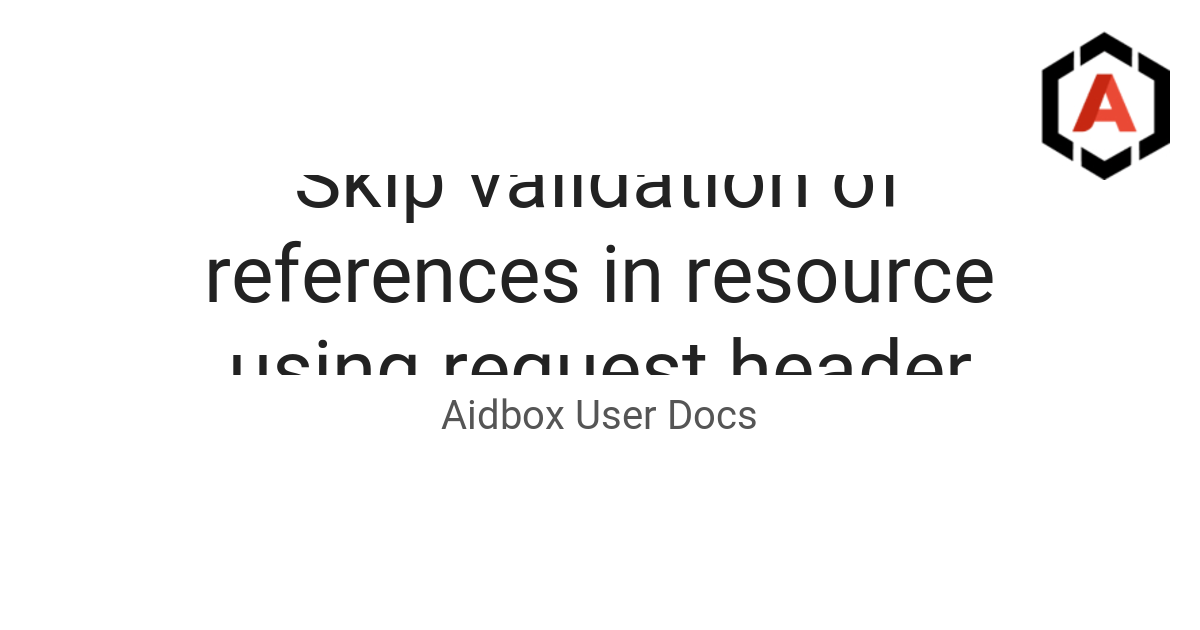 Skip validation of
references in resource
using request header
Aidbox User Docs